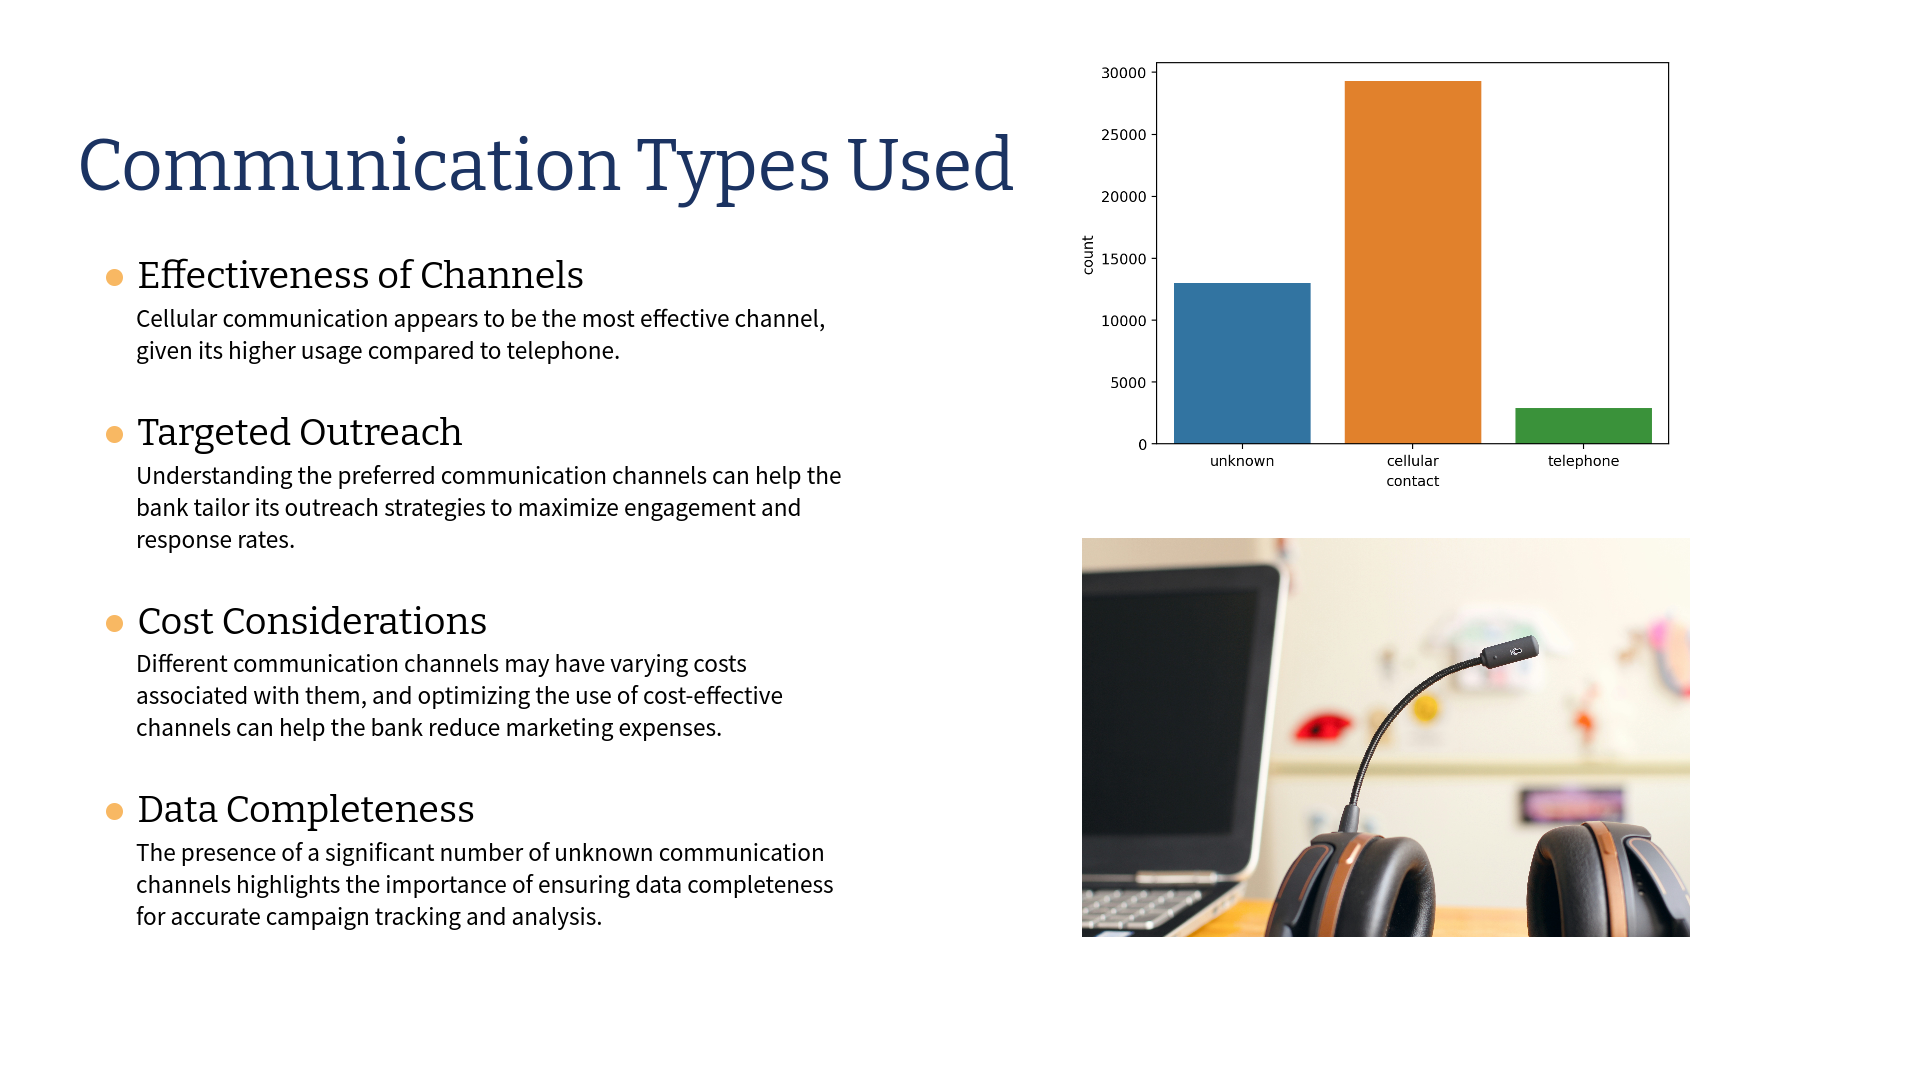 Communication Types Used
Effectiveness of Channels
Cellular communication appears to be the most effective channel,
given its higher usage compared to telephone.
Targeted Outreach
Understanding the preferred communication channels can help the
bank tailor its outreach strategies to maximize engagement and
response rates.
Cost Considerations
Different communication channels may have varying costs
associated with them, and optimizing the use of cost-effective
channels can help the bank reduce marketing expenses.
Data Completeness
The presence of a significant number of unknown communication
channels highlights the importance of ensuring data completeness
for accurate campaign tracking and analysis.
30000
25000
20000
15000
10000
5000
0
count
unknown cellular telephone
contact